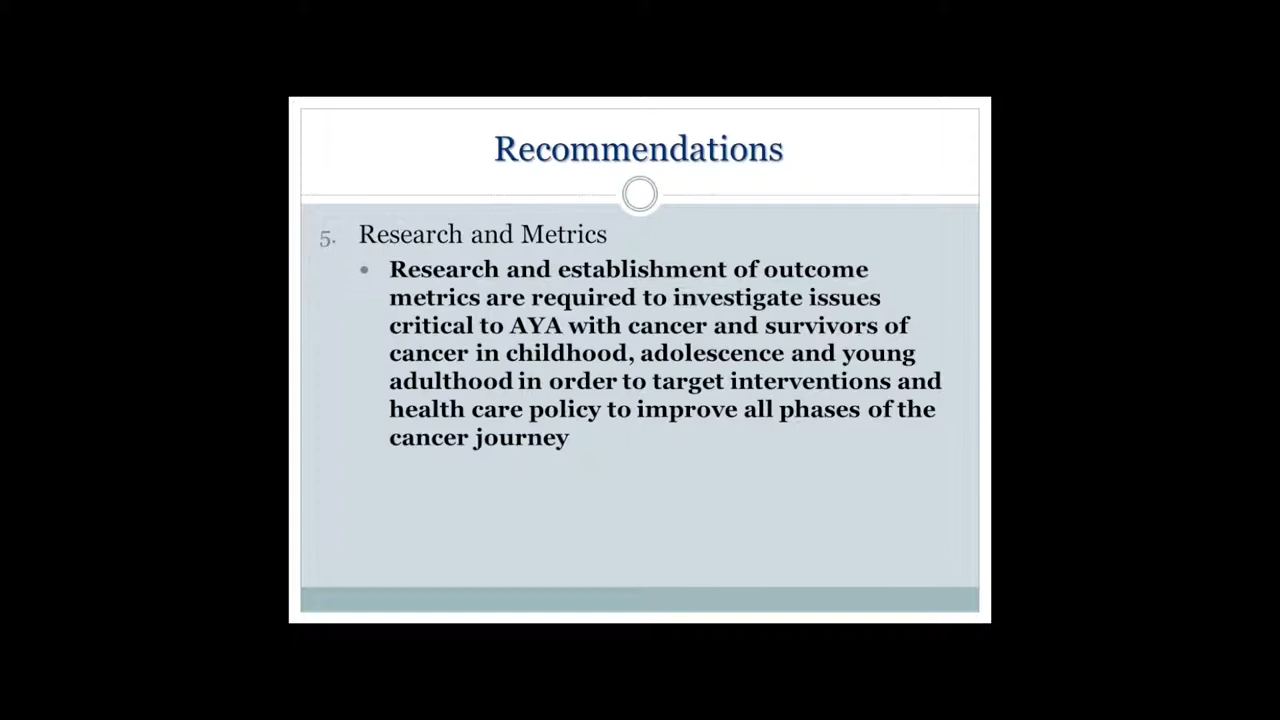 Recommendations
5. Research and Metrics
• Research and establishment of outcome
metrics are required to investigate issues
critical to AYA with cancer and survivors of
cancer in childhood, adolescence and young
adulthood in order to target interventions and
health care policy to improve all phases of the
cancer journey